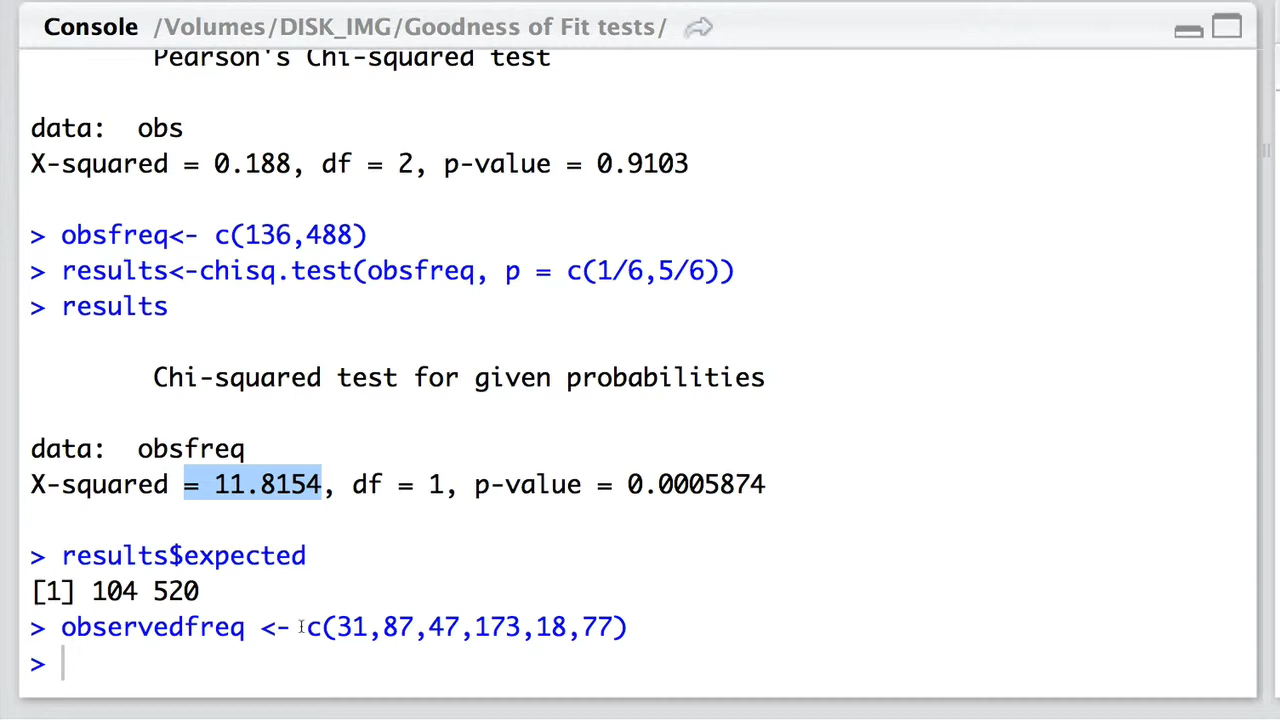 Console /Volumes/DISK_IMG/Goodness of Fit tests/
Pearson's Chi-squared test
data: obs
X-squared = 0.188, df = 2, p-value = 0.9103
> obsfreq<- c(136,488)
> results<-chisq.test(obsfreq, p = c(1/6,5/6))
> results
Chi-squared test for given probabilities
data: obsfreq
X-squared = 11.8154, df = 1, p-value = 0.0005874
> results$expected
[1] 104 520
> observedfreq <- c(31,87,47,173,18,77)
>